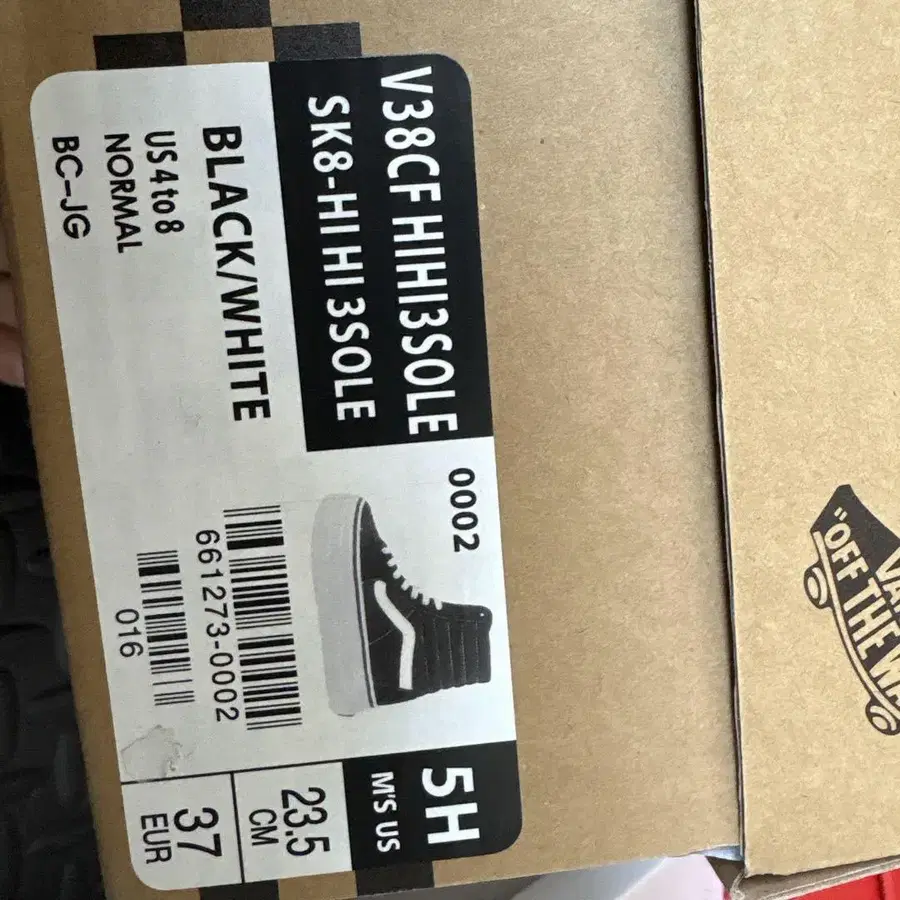 V38CF HIHI3SOLE
SK8-HI HI 3SOLE
BLACK/WHITE
US 4 to 8
NORMAL
BC-JG
0002
661273-0002
016
5H
M'S US
23.5
CM
37
EUR
"OFF THE